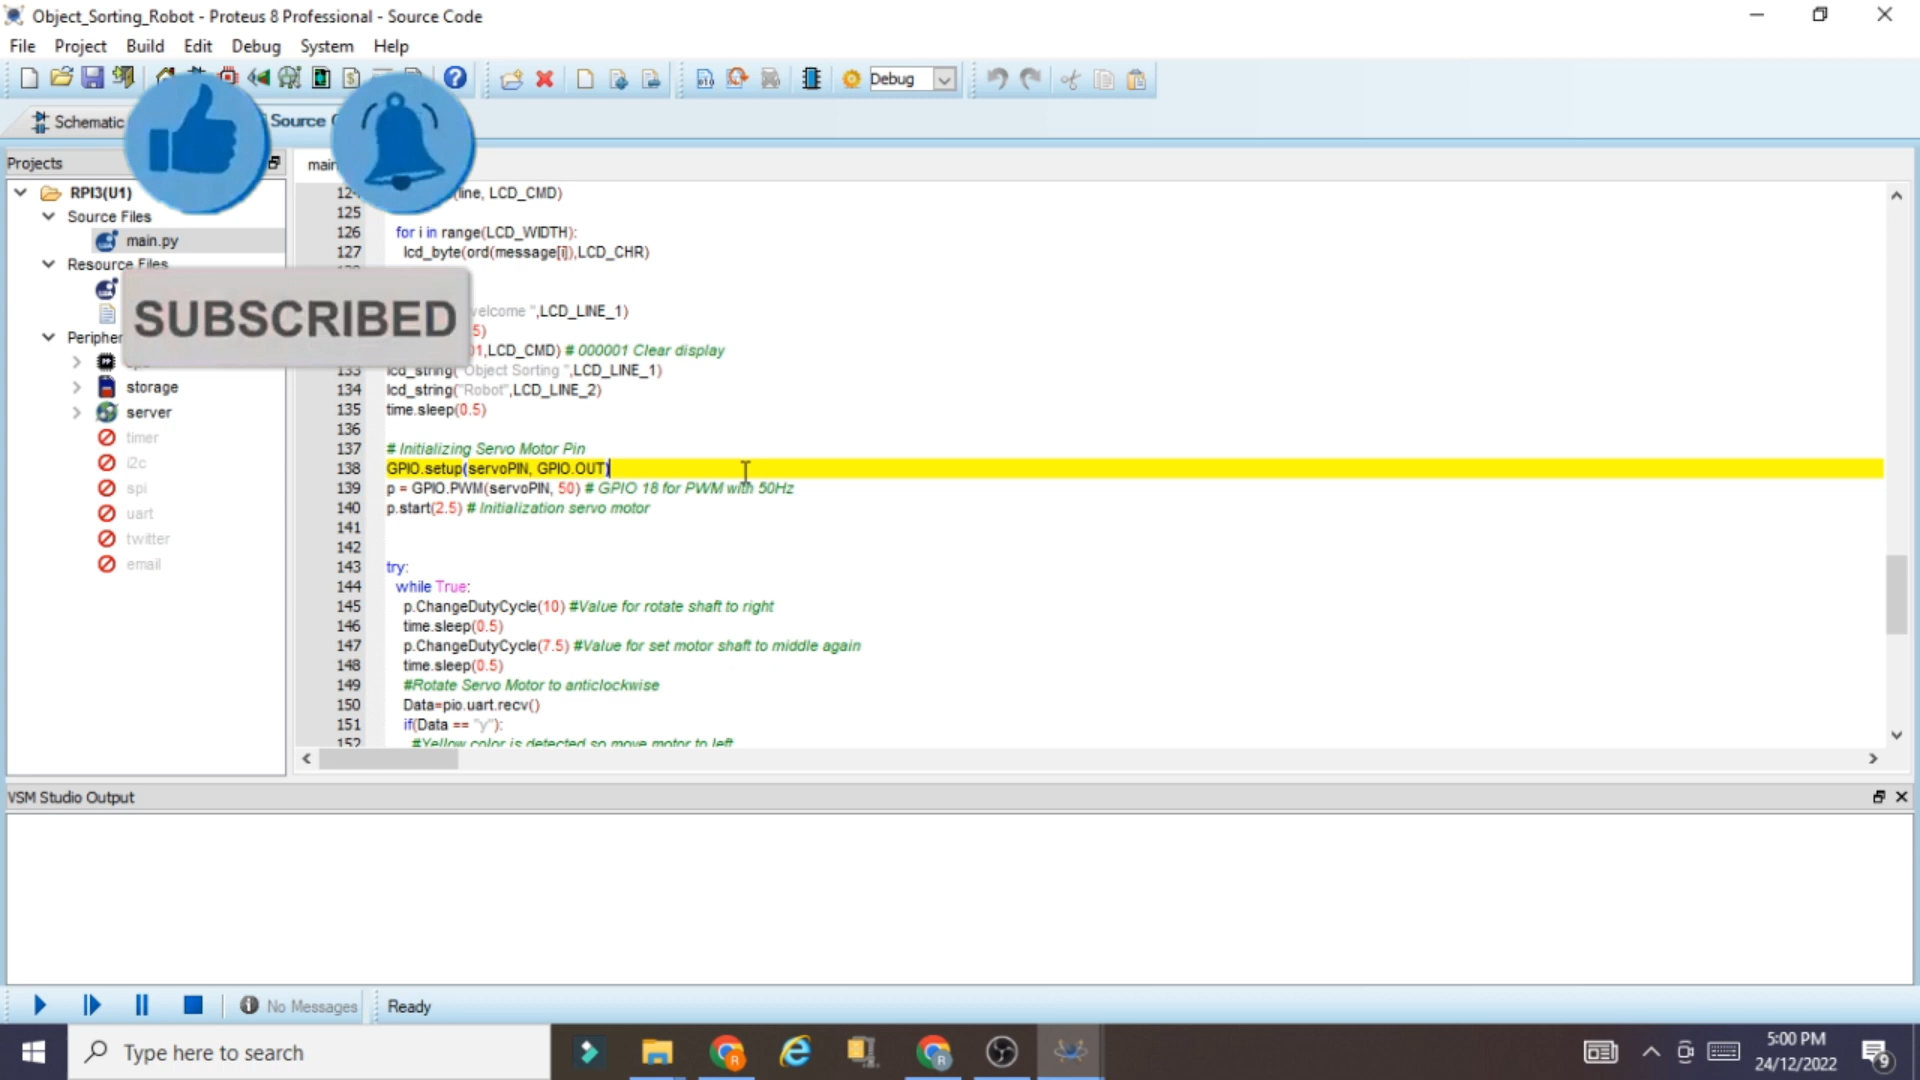 Object_Sorting_Robot - Proteus 8 Professional - Source Code
File Project Build Edit Debug System Help
Debug
Schematic
Source
Projects
RPI3(U1)
Source Files
main.py
Resource Files
storage
server
timer
i2c
spi
uart
twitter
email
SUBSCRIBED
line, LCD_CMD)
125
126 for i in range(LCD_WIDTH):
127 lcd_byte(ord(message[i]),LCD_CHR)
elcome ",LCD_LINE_1)
5)
1,LCD_CMD) # 000001 Clear display
133 lcd_string("Object Sorting ",LCD_LINE_1)
134 lcd_string("Robot",LCD_LINE_2)
135 time.sleep(0.5)
136
137 # Initializing Servo Motor Pin
138 GPIO.setup(servoPIN, GPIO.OUT)
139 p = GPIO.PWM(servoPIN, 50) # GPIO 18 for PWM with 50Hz
140 p.start(2.5) # Initialization servo motor
141
142
143 try:
144 while True:
145 p.ChangeDutyCycle(10) #Value for rotate shaft to right
146 time.sleep(0.5)
147 p.ChangeDutyCycle(7.5) #Value for set motor shaft to middle again
148 time.sleep(0.5)
149 #Rotate Servo Motor to anticlockwise
150 Data=pio.uart.recv()
151 if(Data == "y"):
152 #Yellow color is detected so move motor to left
VSM Studio Output
No Messages
Ready
Type here to search
5:00 PM
24/12/2022
9